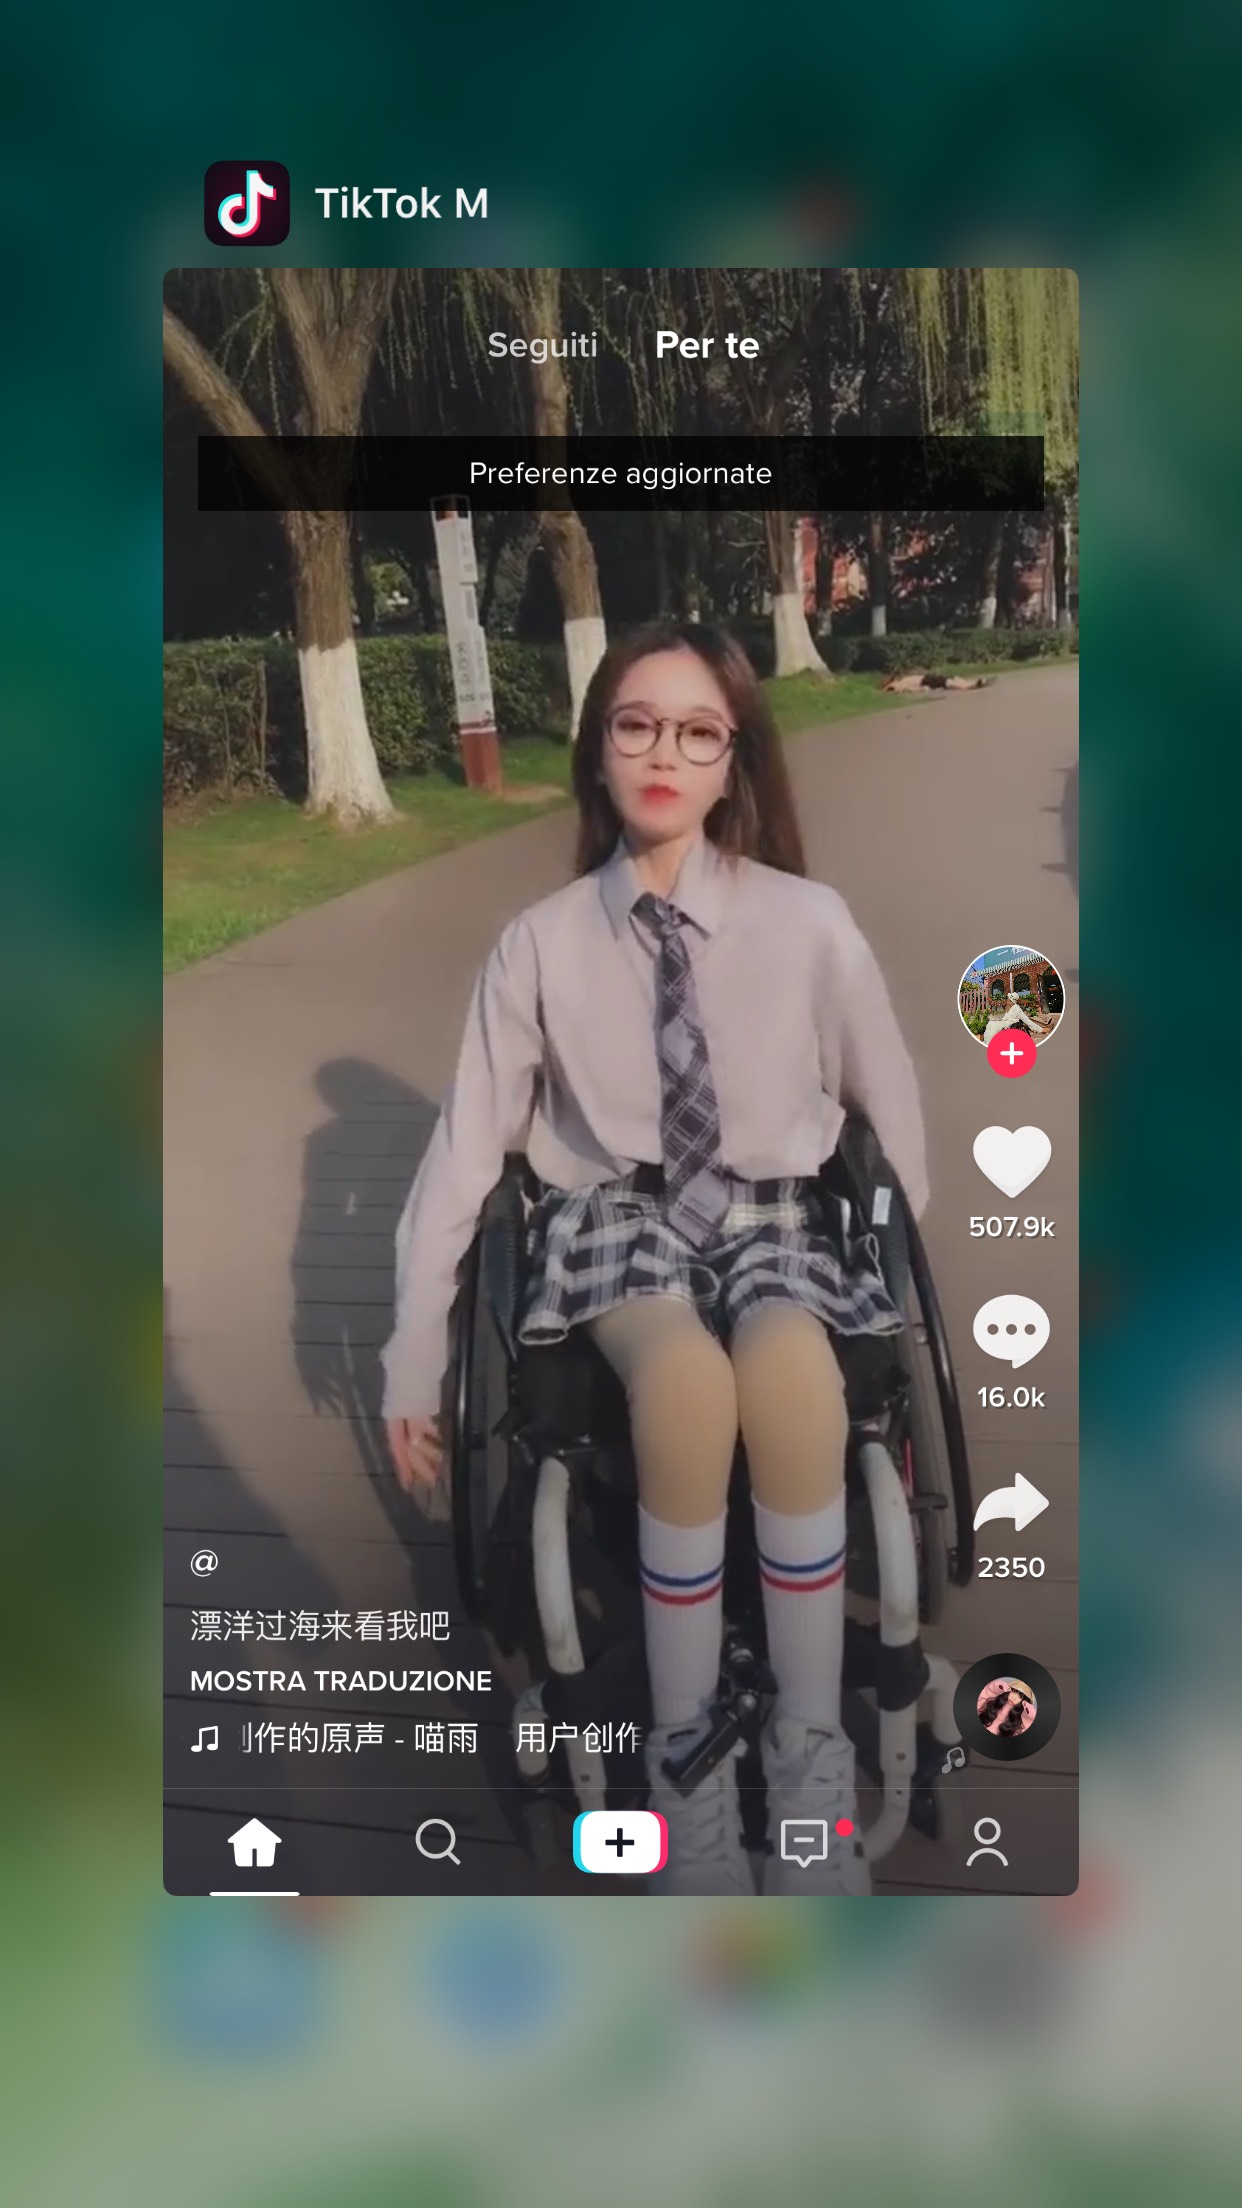 TikTok M
Seguiti
Per te
Preferenze aggiornate
507.9k
16.0k
2350
@
漂洋过海来看我吧
MOSTRA TRADUZIONE
创作的原声 - 喵雨 用户创作